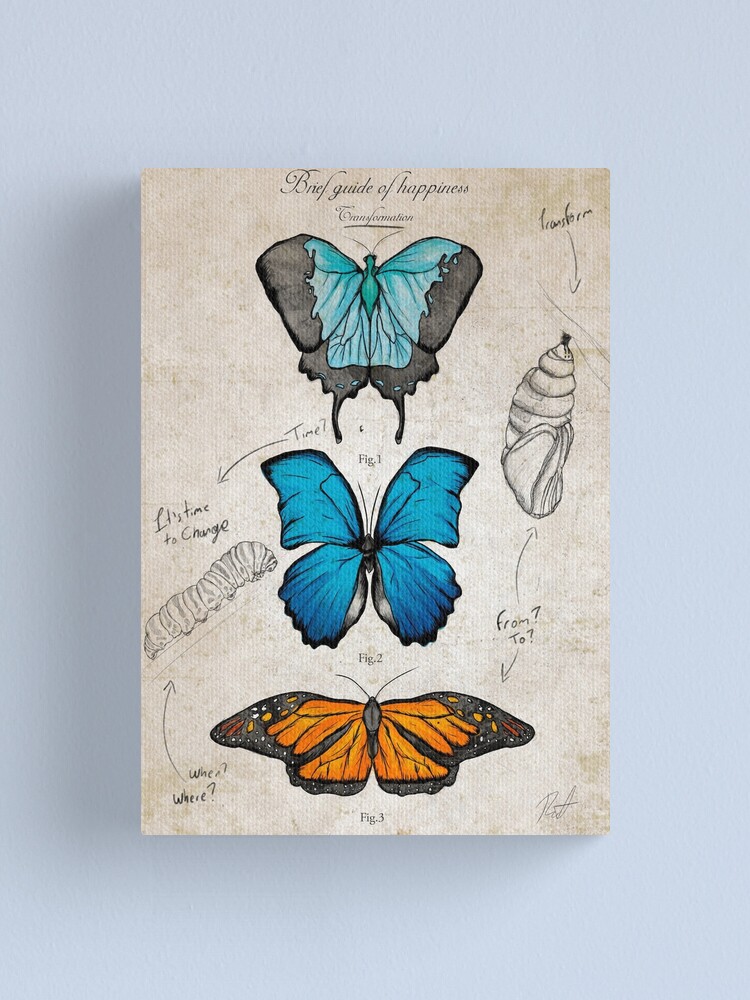 Brief guide of happiness
Transformation
Transform
Time?
Fig.1
It's time
to Change
From?
To?
Fig.2
When?
Where?
Fig.3